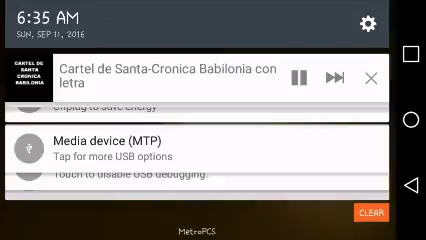 6:35 AM
SUN, SEP 11, 2016
CARTEL DE
SANTA
CRONICA
BABILONIA
Cartel de Santa-Cronica Babilonia con
letra
Unplug to save energy
Media device (MTP)
Tap for more USB options
Touch to disable USB debugging.
CLEAR
MetroPCS